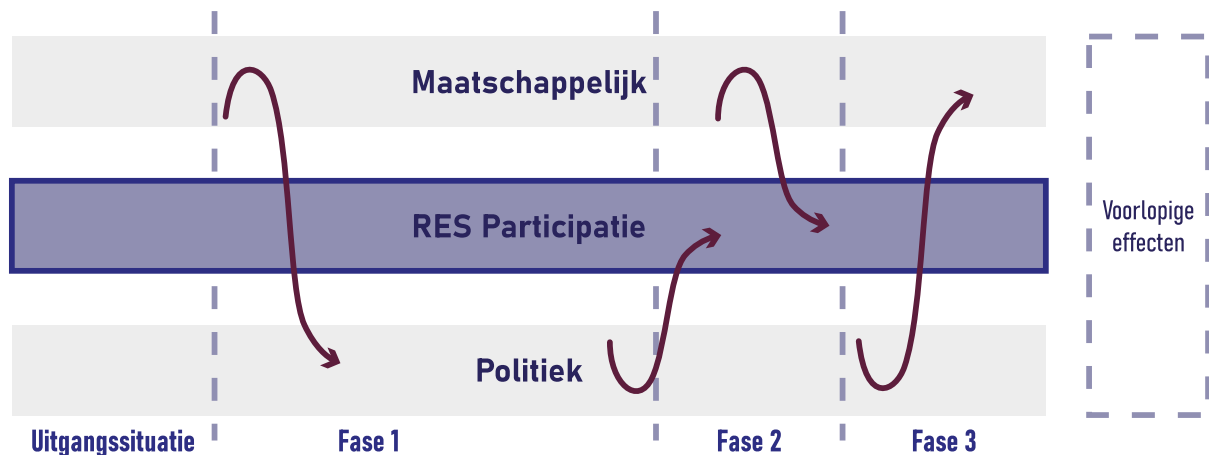 Maatschappelijk
RES Participatie
Voorlopige
effecten
Politiek
Uitgangssituatie
Fase 1
Fase 2
Fase 3